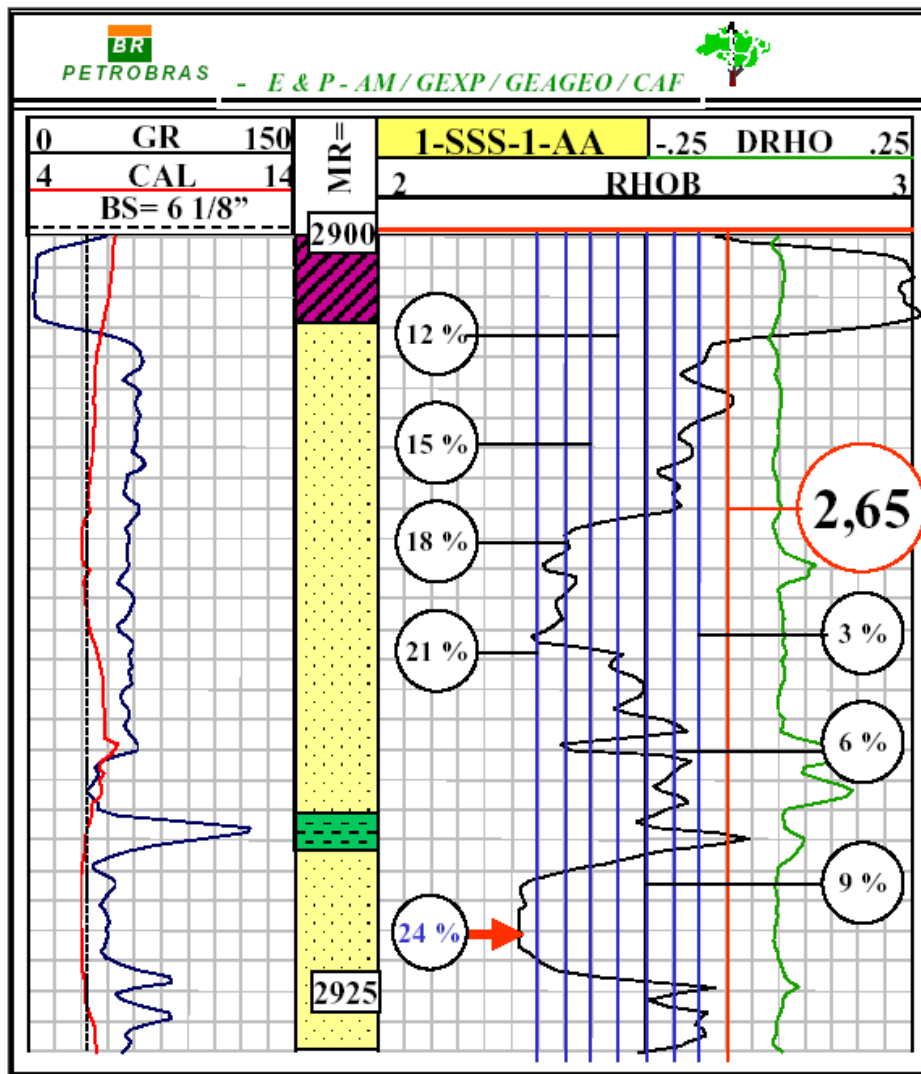 BR
PETROBRAS
- E & P - AM / GEXP / GEAGEO / CAF
0 GR 150
4 CAL 14
BS= 6 1/8”
MR=
1-SSS-1-AA
-.25 DRHO .25
2 RHOB 3
2900
12 %
15 %
2,65
18 %
3 %
21 %
6 %
9 %
24 %
2925